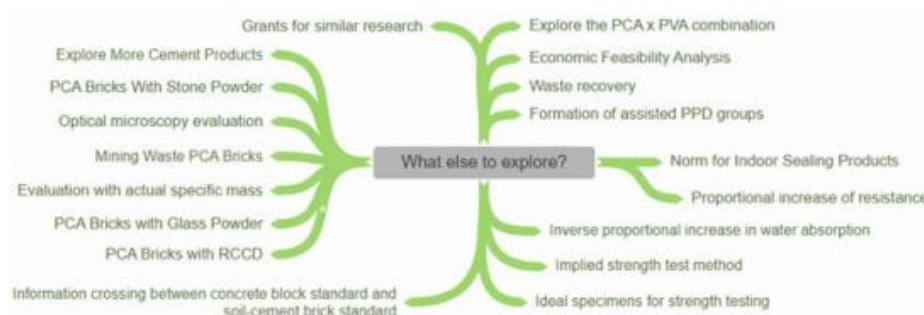 Grants for similar research
Explore More Cement Products
PCA Bricks With Stone Powder
Optical microscopy evaluation
Mining Waste PCA Bricks
Evaluation with actual specific mass
PCA Bricks with Glass Powder
PCA Bricks with RCCD
Information crossing between concrete block standard and
soil-cement brick standard
What else to explore?
Explore the PCA x PVA combination
Economic Feasibility Analysis
Waste recovery
Formation of assisted PPD groups
Norm for Indoor Sealing Products
Proportional increase of resistance
Inverse proportional increase in water absorption
Implied strength test method
Ideal specimens for strength testing